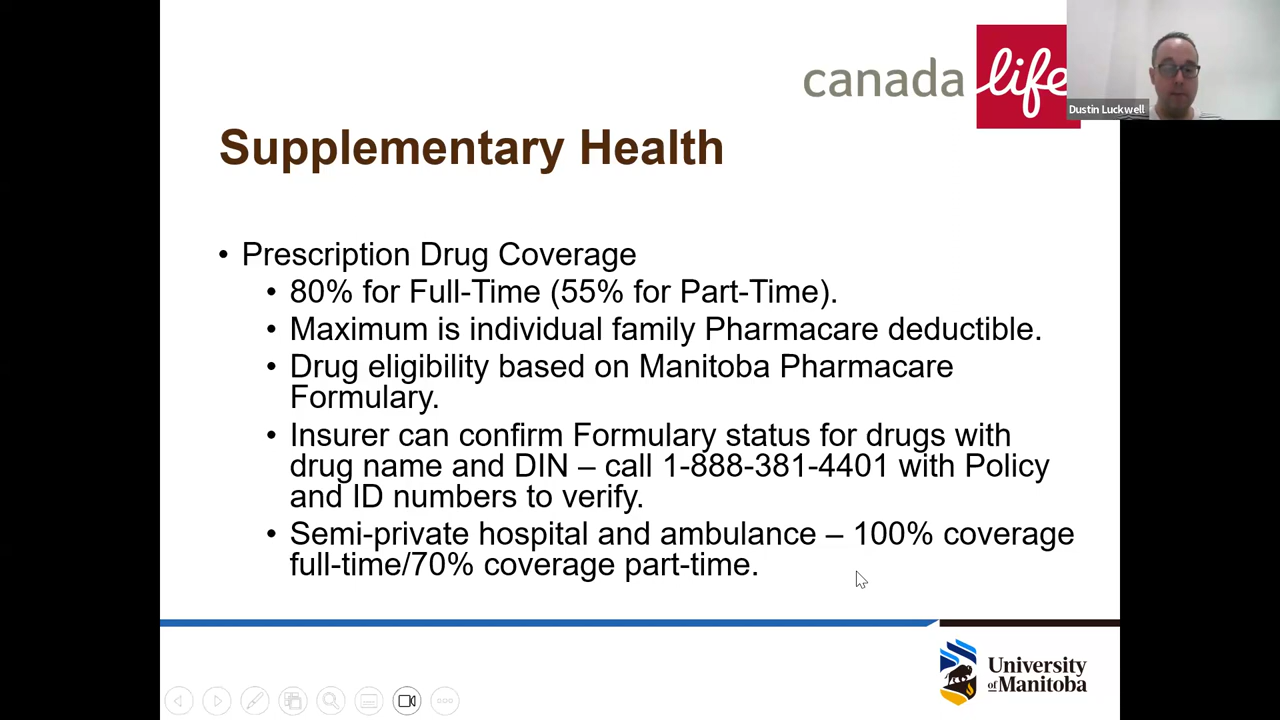 canada life
Dustin Luckwell
Supplementary Health
• Prescription Drug Coverage
• 80% for Full-Time (55% for Part-Time).
• Maximum is individual family Pharmacare deductible.
• Drug eligibility based on Manitoba Pharmacare
Formulary.
• Insurer can confirm Formulary status for drugs with
drug name and DIN – call 1-888-381-4401 with Policy
and ID numbers to verify.
• Semi-private hospital and ambulance – 100% coverage
full-time/70% coverage part-time.
University
of Manitoba